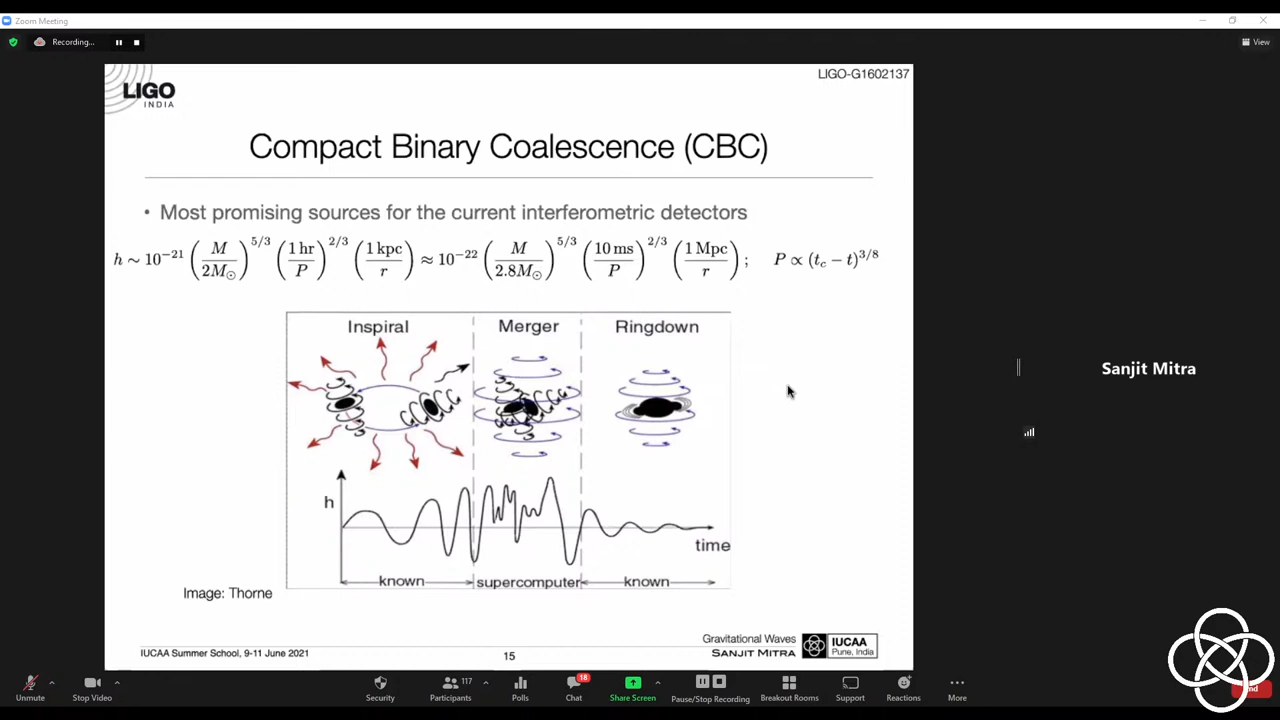 Zoom Meeting
Recording...
View
LIGO-G1602137
LIGO
INDIA
Compact Binary Coalescence (CBC)
• Most promising sources for the current interferometric detectors
h ∼ 10⁻²¹ (M/2M☉)^5/3 (1 hr/P)^2/3 (1 kpc/r) ≈ 10⁻²² (M/2.8M☉)^5/3 (10 ms/P)^2/3 (1 Mpc/r) ; P ∝ (t_c − t)^3/8
Inspiral Merger Ringdown
h
time
known supercomputer known
Image: Thorne
Sanjit Mitra
IUCAA Summer School, 9-11 June 2021
15
Gravitational Waves
SANJIT MITRA
IUCAA
Pune, India
117
18
Unmute Stop Video Security Participants Polls Chat Share Screen Pause/Stop Recording Breakout Rooms Support Reactions More